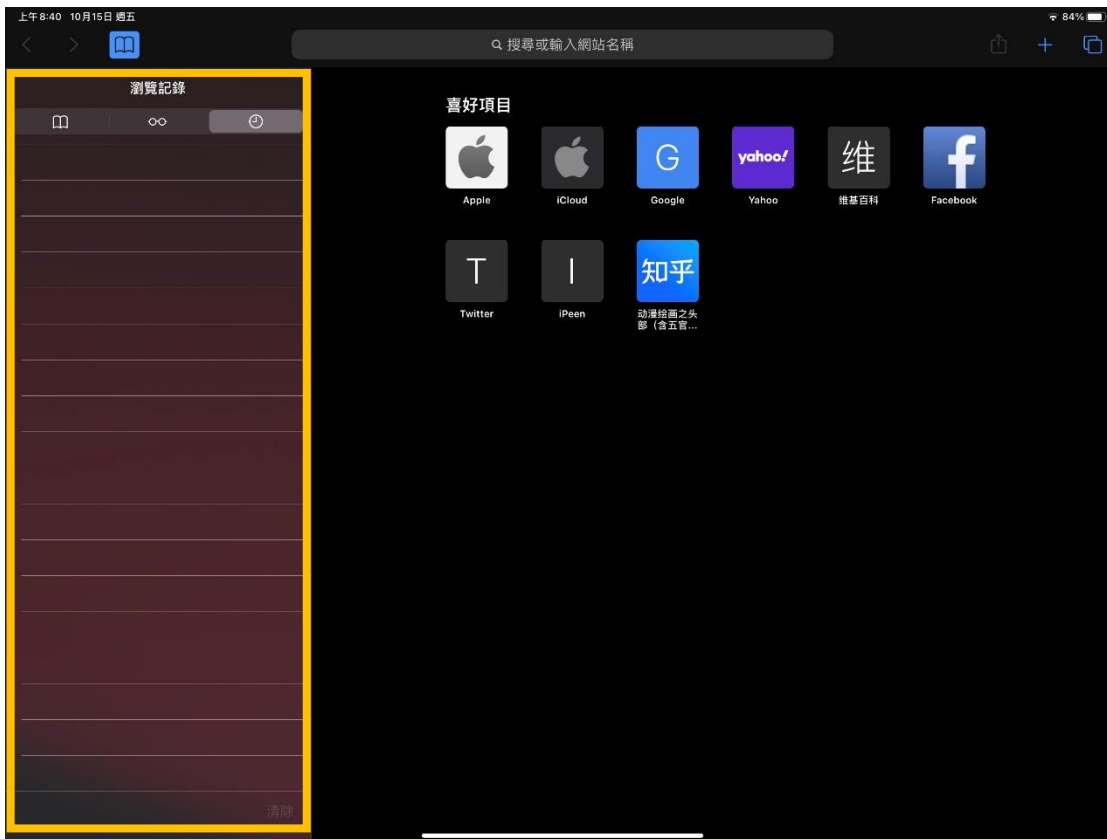 上午8:40 10月15日 週五
84%
搜尋或輸入網站名稱
瀏覽記錄
喜好項目
G
yahoo!
维
f
Apple
iCloud
Google
Yahoo
維基百科
Facebook
T
I
知乎
Twitter
iPeen
动漫绘画之头
部（含五官...
清除